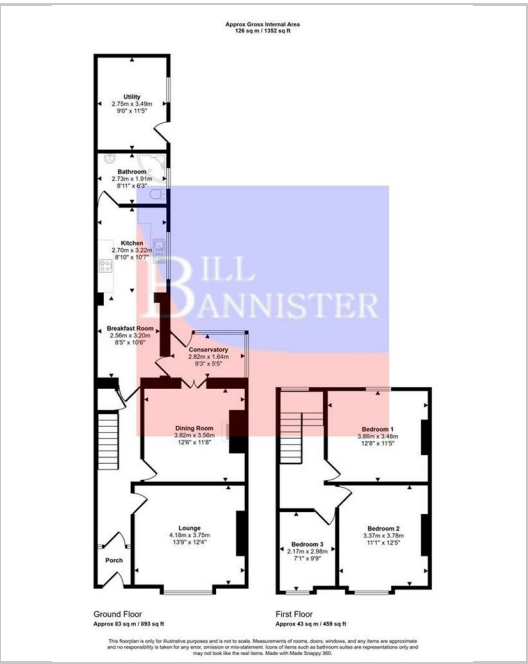 Approx Gross Internal Area
126 sq m / 1352 sq ft
Utility
2.75m x 3.49m
9'0" x 11'5"
Bathroom
2.73m x 1.91m
8'11" x 6'3"
Kitchen
2.70m x 3.22m
8'10" x 10'7"
BILL
BANNISTER
Breakfast Room
2.56m x 3.20m
8'5" x 10'6"
Conservatory
2.82m x 1.64m
9'3" x 5'5"
Dining Room
3.82m x 3.56m
12'6" x 11'8"
Bedroom 1
3.86m x 3.48m
12'8" x 11'5"
Lounge
4.18m x 3.75m
13'9" x 12'4"
Bedroom 2
3.37m x 3.78m
11'1" x 12'5"
Bedroom 3
2.17m x 2.98m
7'1" x 9'9"
Porch
Ground Floor
Approx 83 sq m / 893 sq ft
First Floor
Approx 43 sq m / 459 sq ft
This floorplan is only for illustrative purposes and is not to scale. Measurements of rooms, doors, windows, and any items are approximate
and no responsibility is taken for any error, omission or mis-statement. Icons of items such as bathroom suites are representations only and
may not look like the real items. Made with Made Snappy 360.